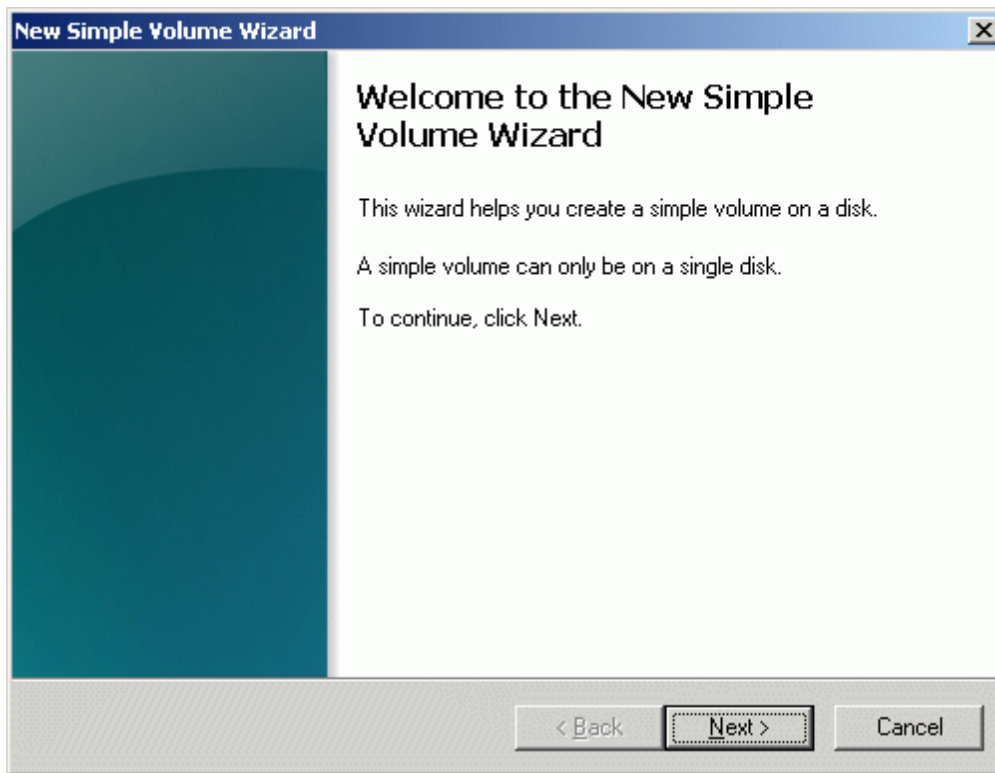 New Simple Volume Wizard
Welcome to the New Simple
Volume Wizard
This wizard helps you create a simple volume on a disk.
A simple volume can only be on a single disk.
To continue, click Next.
< Back
Next >
Cancel